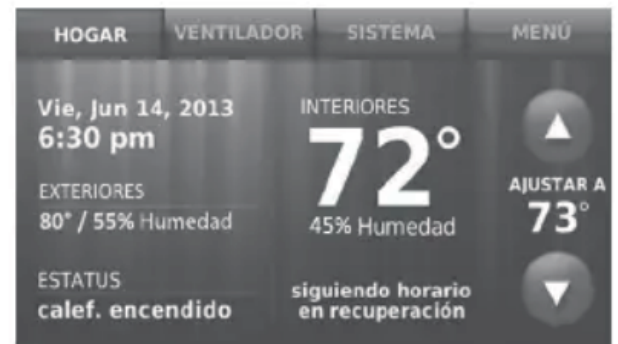 HOGAR VENTILADOR SISTEMA MENÚ
Vie, Jun 14, 2013
6:30 pm
EXTERIORES
80° / 55% Humedad
ESTATUS
calef. encendido
INTERIORES
72°
45% Humedad
siguiendo horario
en recuperación
AJUSTAR A
73°